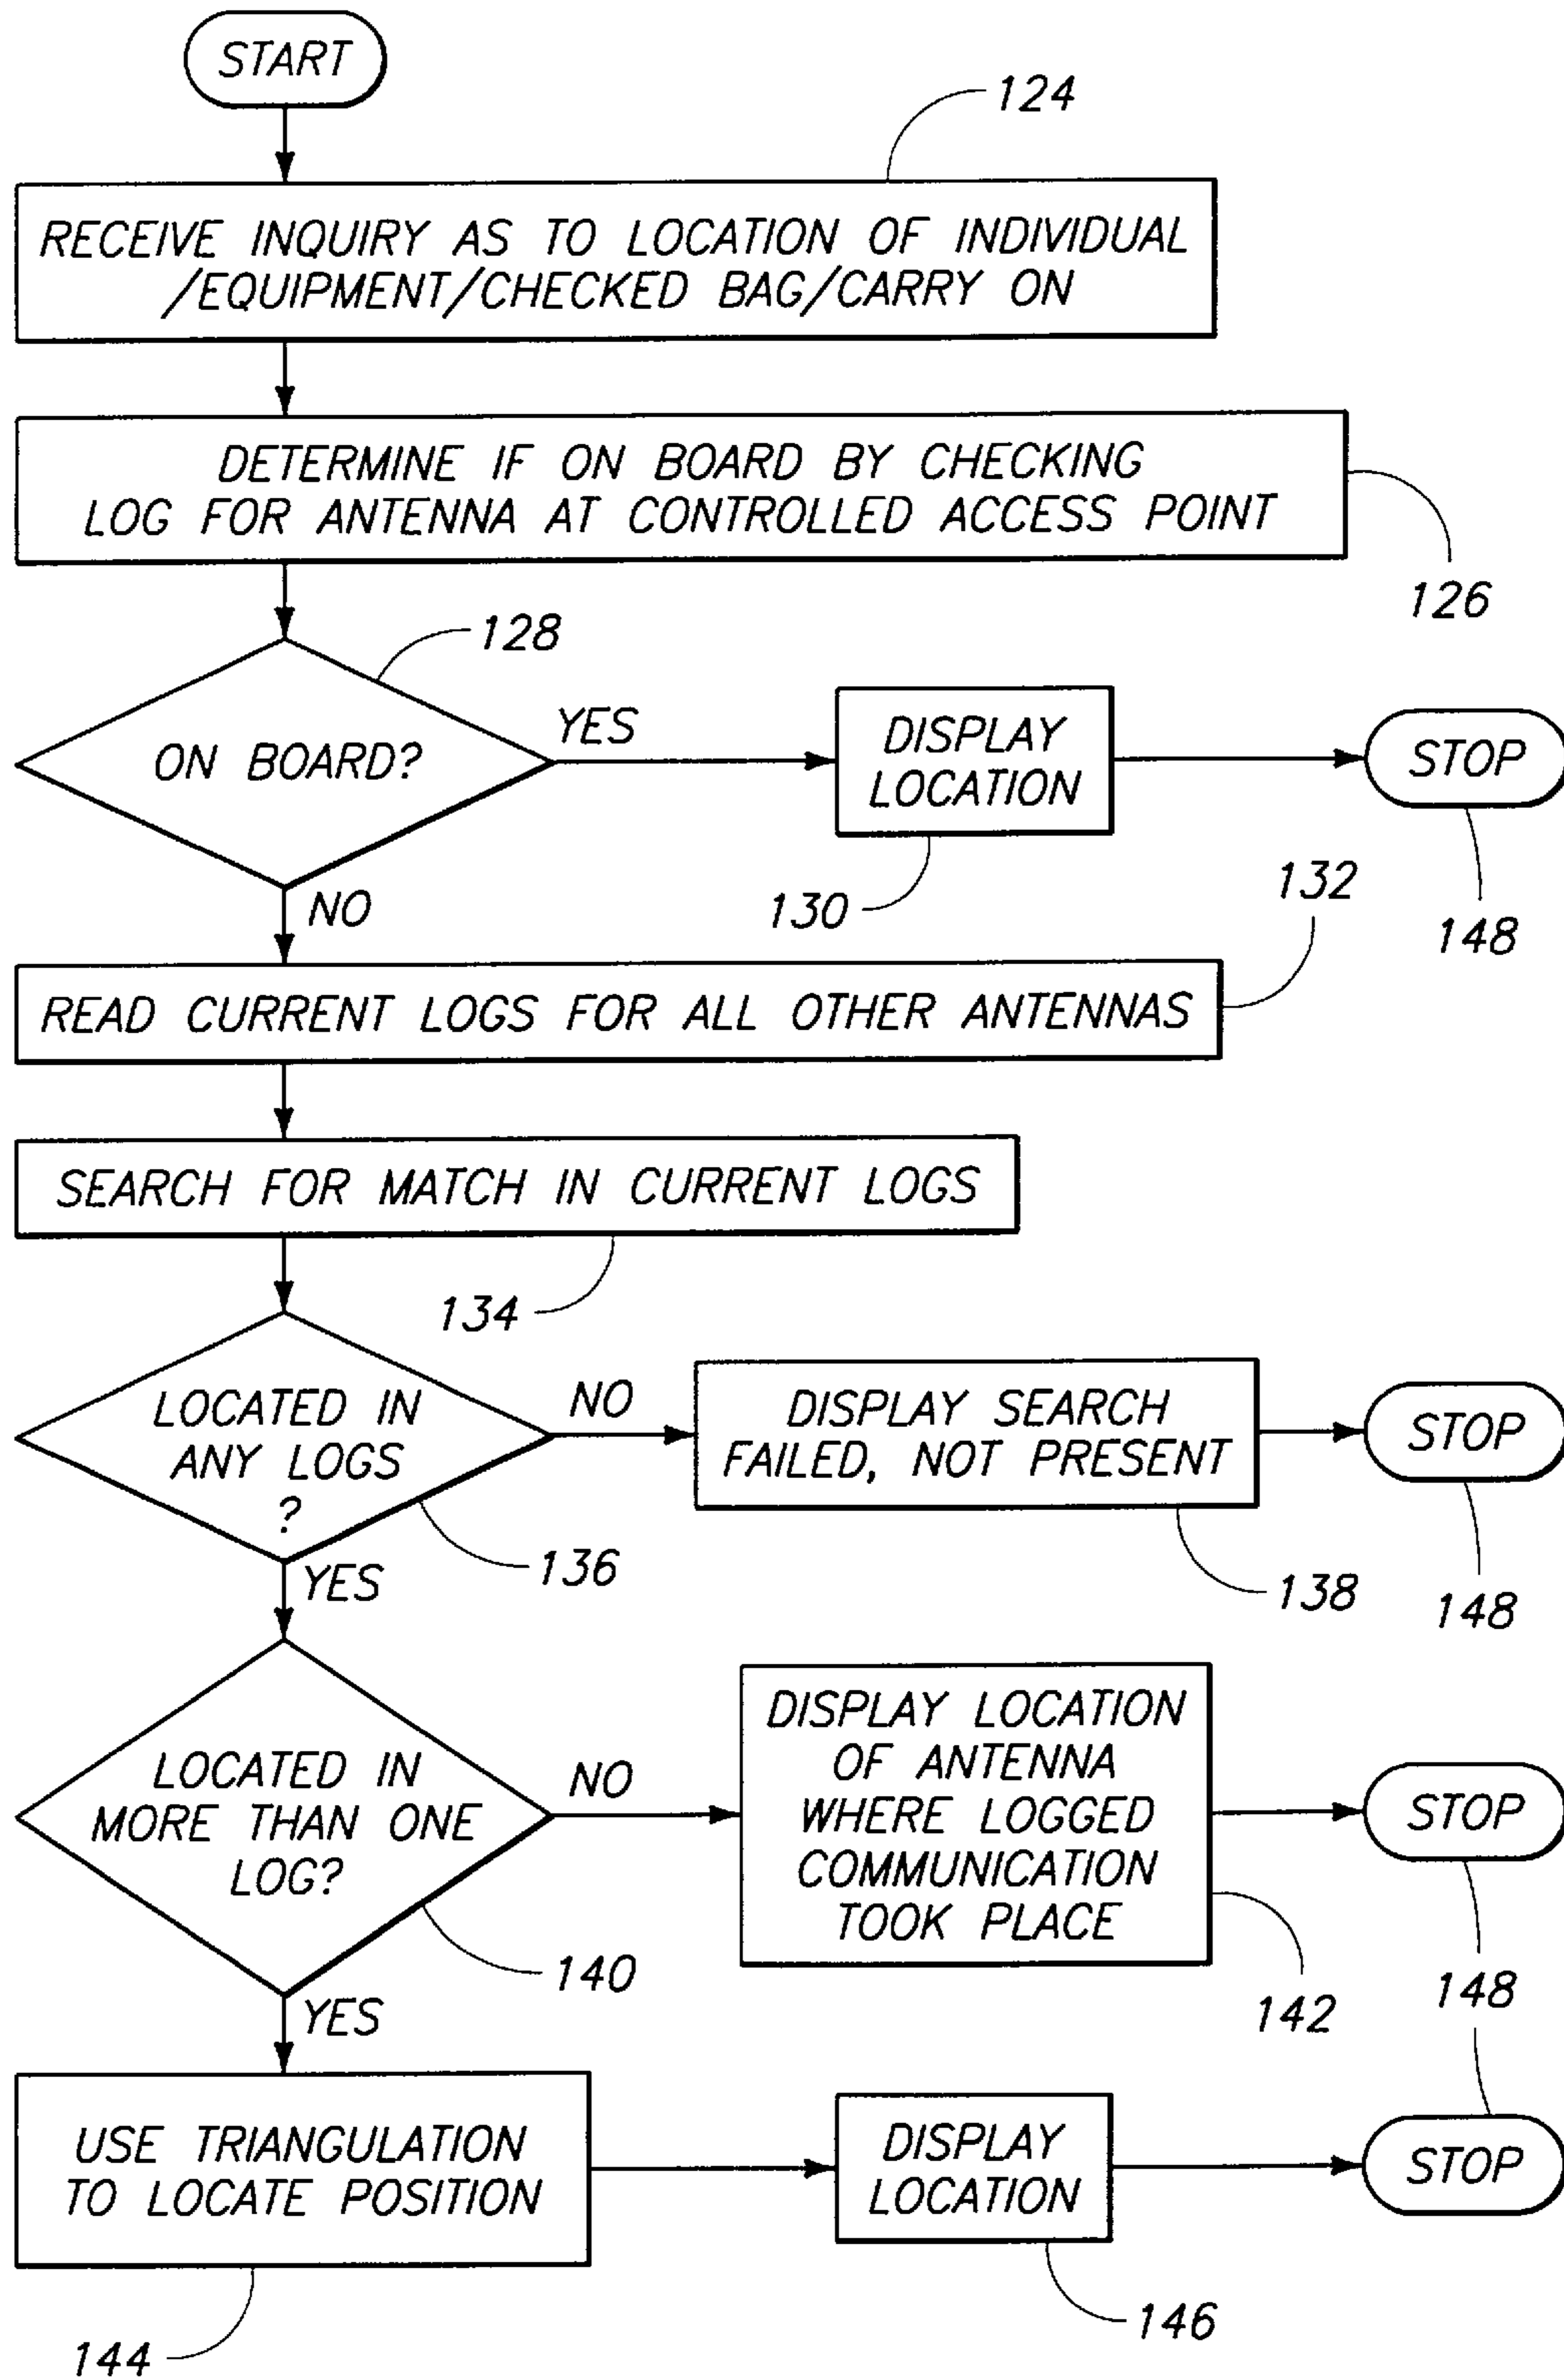 START
124
RECEIVE INQUIRY AS TO LOCATION OF INDIVIDUAL
/EQUIPMENT/CHECKED BAG/CARRY ON
DETERMINE IF ON BOARD BY CHECKING
LOG FOR ANTENNA AT CONTROLLED ACCESS POINT
126
128
ON BOARD?
YES
DISPLAY
LOCATION
STOP
130
148
NO
132
READ CURRENT LOGS FOR ALL OTHER ANTENNAS
SEARCH FOR MATCH IN CURRENT LOGS
134
LOCATED IN
ANY LOGS
?
NO
DISPLAY SEARCH
FAILED, NOT PRESENT
STOP
136
138
148
YES
LOCATED IN
MORE THAN ONE
LOG?
NO
DISPLAY LOCATION
OF ANTENNA
WHERE LOGGED
COMMUNICATION
TOOK PLACE
STOP
140
142
148
YES
USE TRIANGULATION
TO LOCATE POSITION
DISPLAY
LOCATION
STOP
144
146